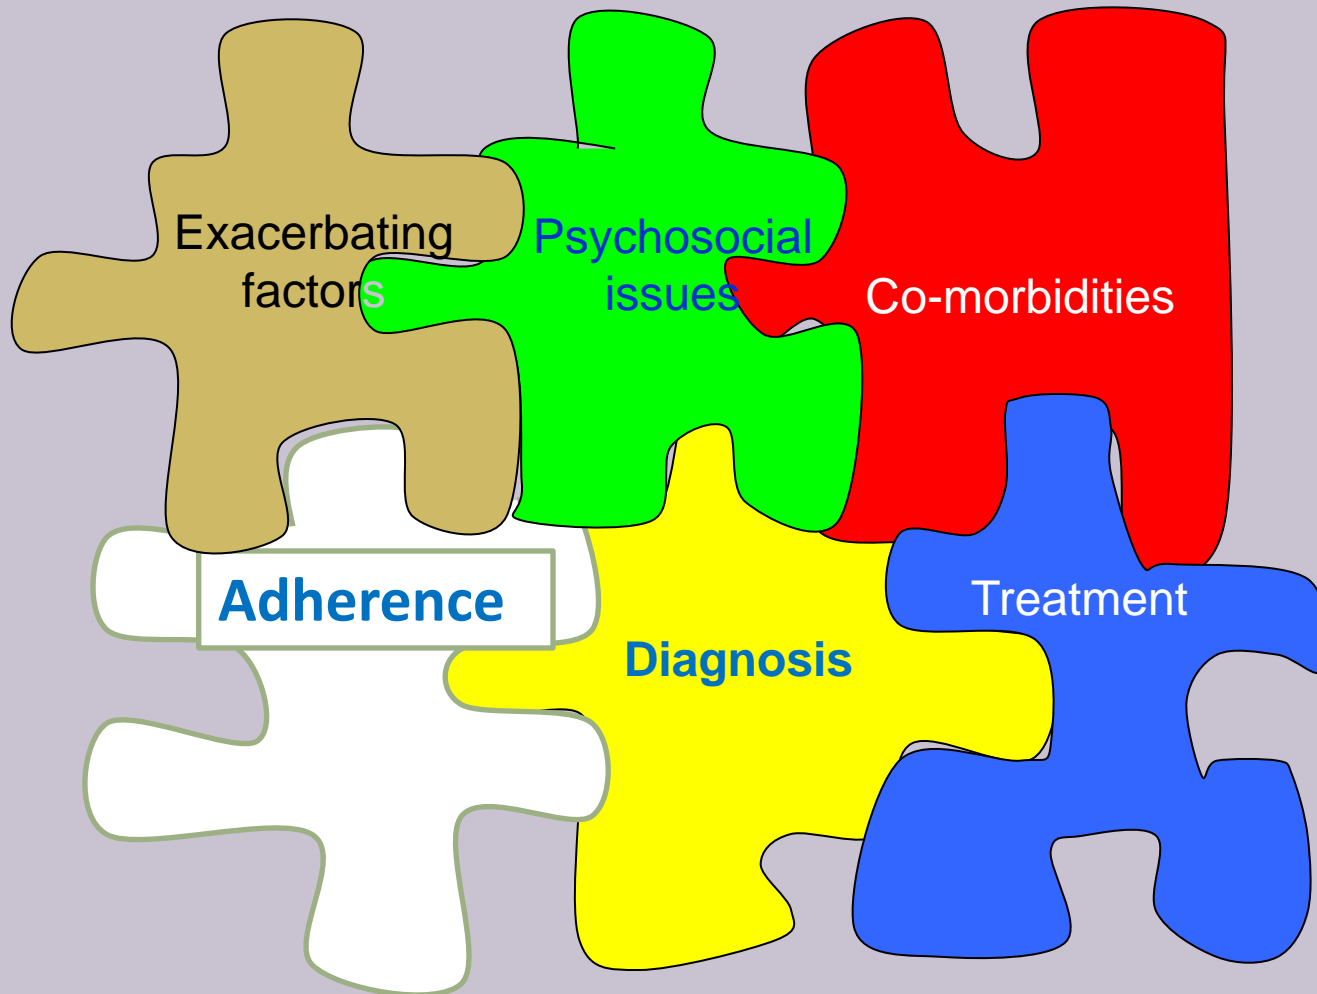 Exacerbating
factors
Psychosocial
issues
Co-morbidities
Adherence
Diagnosis
Treatment